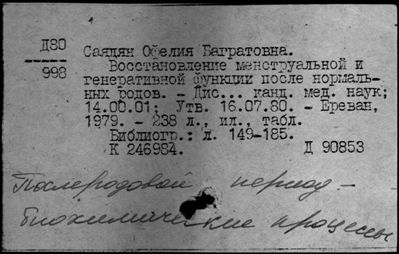 Д80
998
Саядян Офелия Багратовна.
Восстановление менструальной и
генеративной функции после нормаль-
ных родов. - Дис... канд. мед. наук;
14.00.01; Утв. 16.07.80. - Ереван,
1979. - 238 л., ил., табл.
Библиогр.: л. 149-185.
К 246984. Д 90853
Послеродовой период -
биохимические процессы